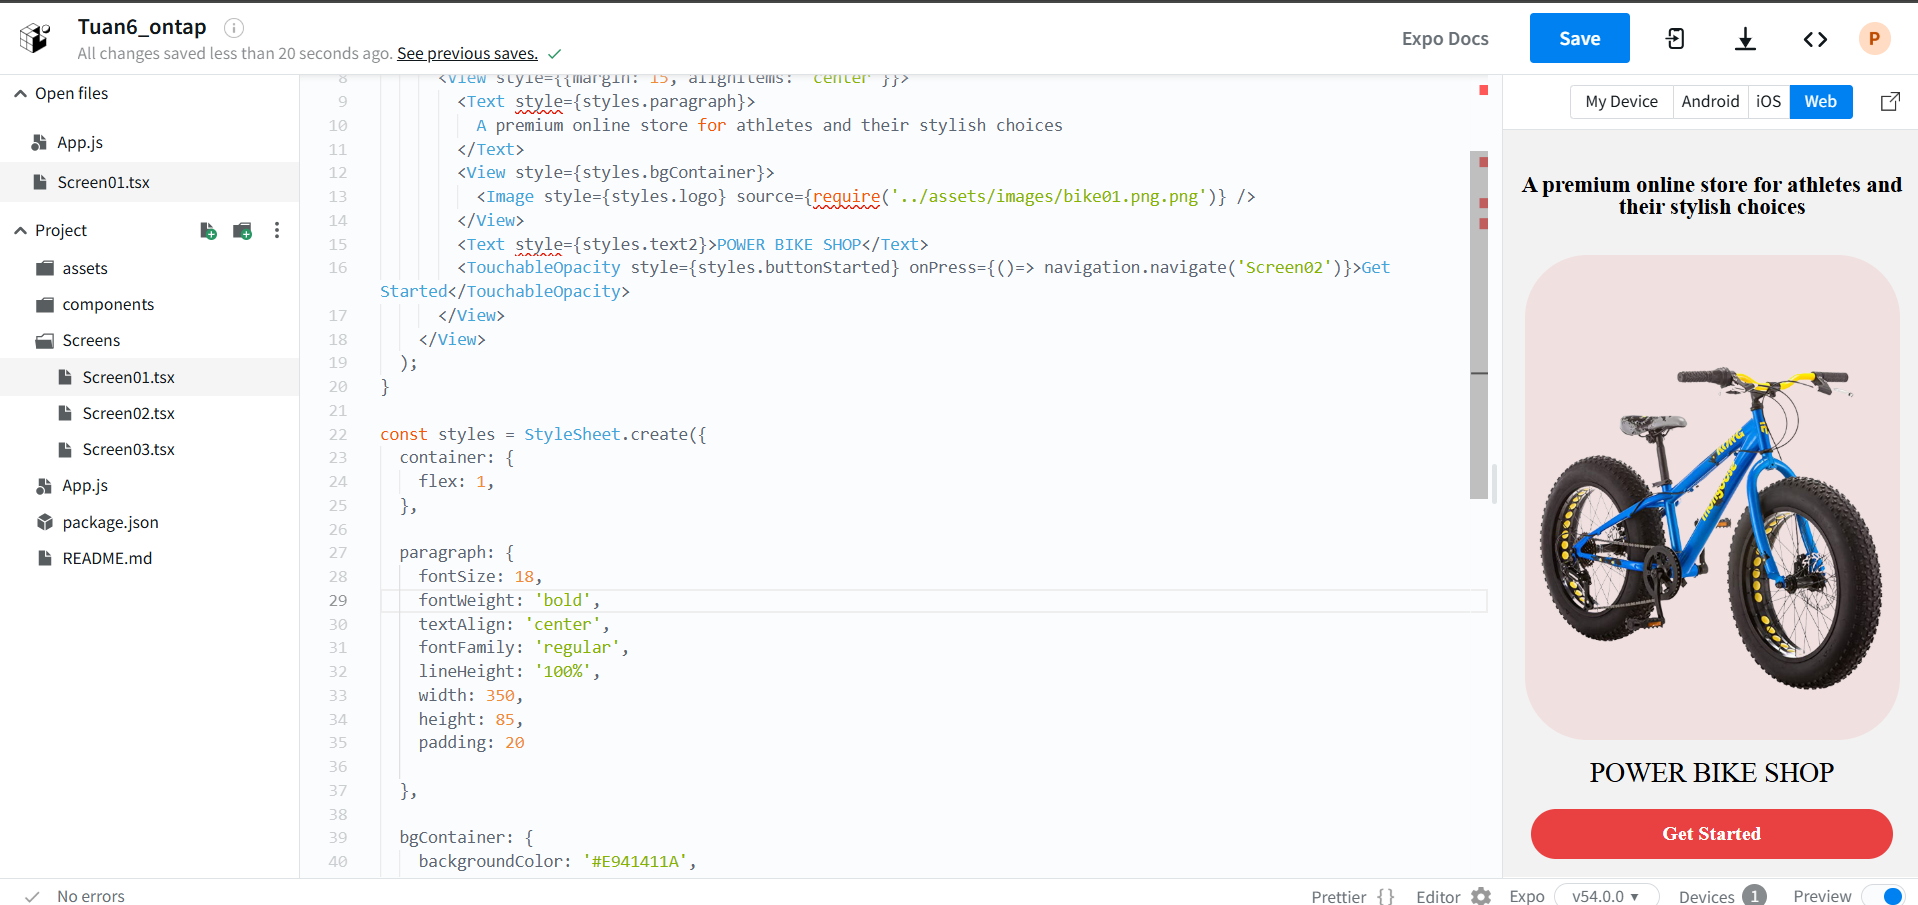 Tuan6_ontap
All changes saved less than 20 seconds ago. See previous saves.
Expo Docs
Save
P
Open files
App.js
Screen01.tsx
Project
assets
components
Screens
Screen01.tsx
Screen02.tsx
Screen03.tsx
App.js
package.json
README.md
8 <View style={{margin: 15, alignItems: 'center'}}>
9 <Text style={styles.paragraph}>
10 A premium online store for athletes and their stylish choices
11 </Text>
12 <View style={styles.bgContainer}>
13 <Image style={styles.logo} source={require('../assets/images/bike01.png.png')} />
14 </View>
15 <Text style={styles.text2}>POWER BIKE SHOP</Text>
16 <TouchableOpacity style={styles.buttonStarted} onPress={()=> navigation.navigate('Screen02')}>Get
Started</TouchableOpacity>
17 </View>
18 </View>
19 );
20 }
21
22 const styles = StyleSheet.create({
23 container: {
24 flex: 1,
25 },
26
27 paragraph: {
28 fontSize: 18,
29 fontWeight: 'bold',
30 textAlign: 'center',
31 fontFamily: 'regular',
32 lineHeight: '100%',
33 width: 350,
34 height: 85,
35 padding: 20
36
37 },
38
39 bgContainer: {
40 backgroundColor: '#E941411A',
My Device Android iOS Web
A premium online store for athletes and
their stylish choices
KING
mongoose
POWER BIKE SHOP
Get Started
No errors
Prettier {} Editor Expo v54.0.0 Devices 1 Preview